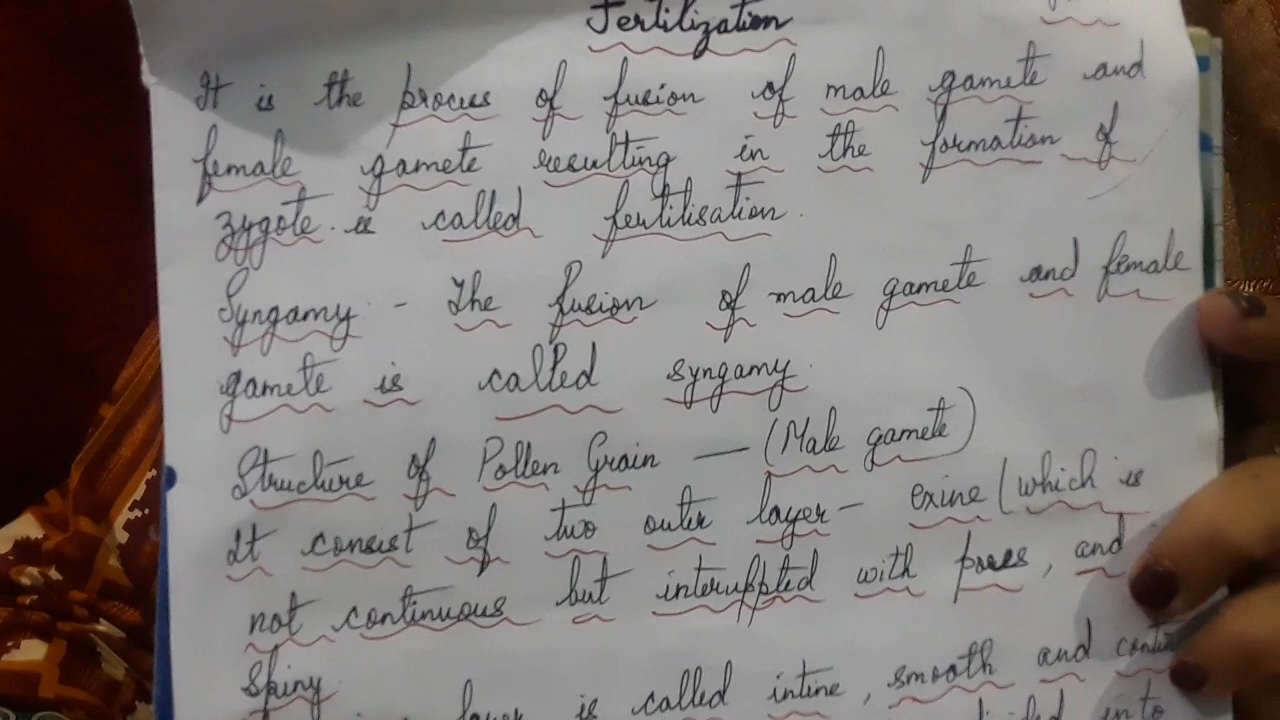 Fertilization
It is the process of fusion of male gamete and
female gamete resulting in the formation of
zygote is called fertilisation.
Syngamy - The fusion of male gamete and female
gamete is called syngamy.
Structure of Pollen Grain — (Male gamete)
It consist of two outer layer - exine (which is
not continuous but interuppted with pores, and
Spiny
layer is called intine, smooth and
into